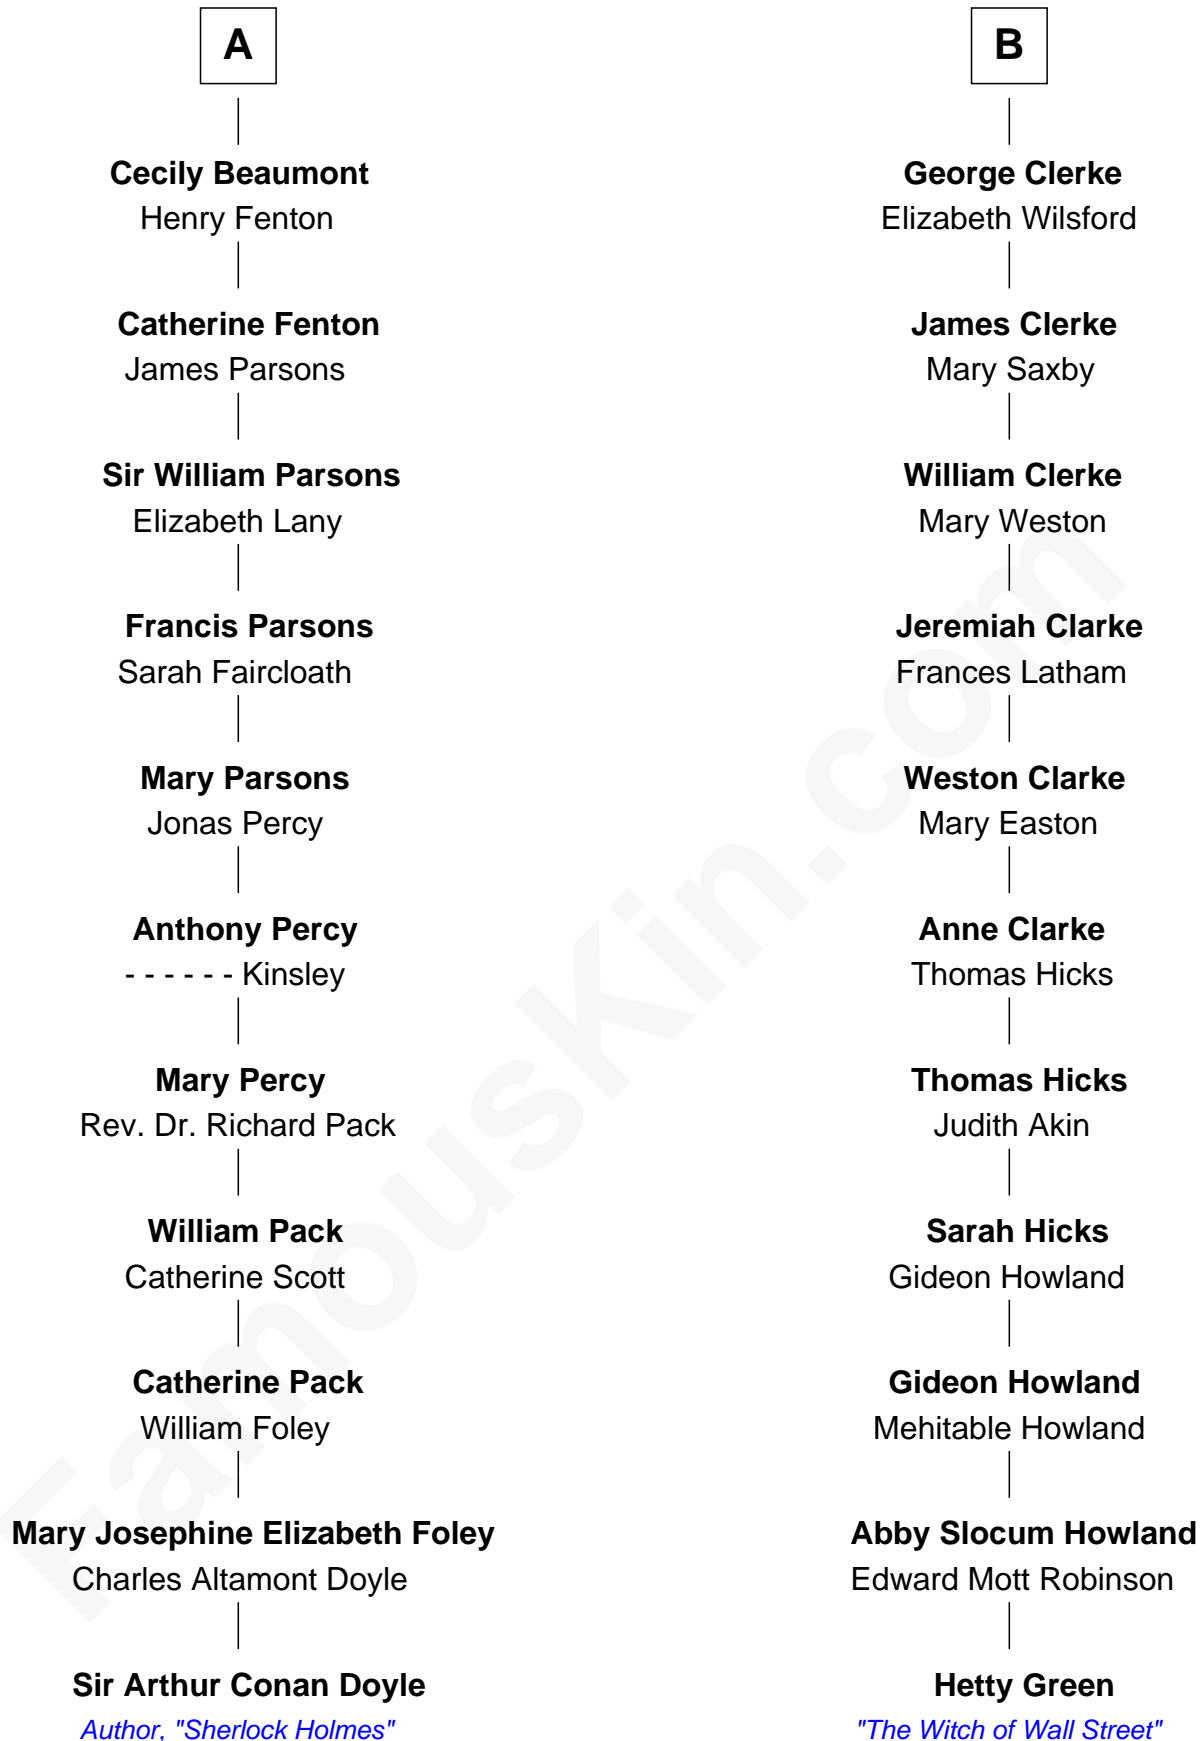 A
Cecily Beaumont
Henry Fenton
Catherine Fenton
James Parsons
Sir William Parsons
Elizabeth Lany
Francis Parsons
Sarah Faircloath
Mary Parsons
Jonas Percy
Anthony Percy
- - - - - - Kinsley
Mary Percy
Rev. Dr. Richard Pack
William Pack
Catherine Scott
Catherine Pack
William Foley
Mary Josephine Elizabeth Foley
Charles Altamont Doyle
Sir Arthur Conan Doyle
Author, "Sherlock Holmes"
B
George Clerke
Elizabeth Wilsford
James Clerke
Mary Saxby
William Clerke
Mary Weston
Jeremiah Clarke
Frances Latham
Weston Clarke
Mary Easton
Anne Clarke
Thomas Hicks
Thomas Hicks
Judith Akin
Sarah Hicks
Gideon Howland
Gideon Howland
Mehitable Howland
Abby Slocum Howland
Edward Mott Robinson
Hetty Green
"The Witch of Wall Street"
FamousKin.com